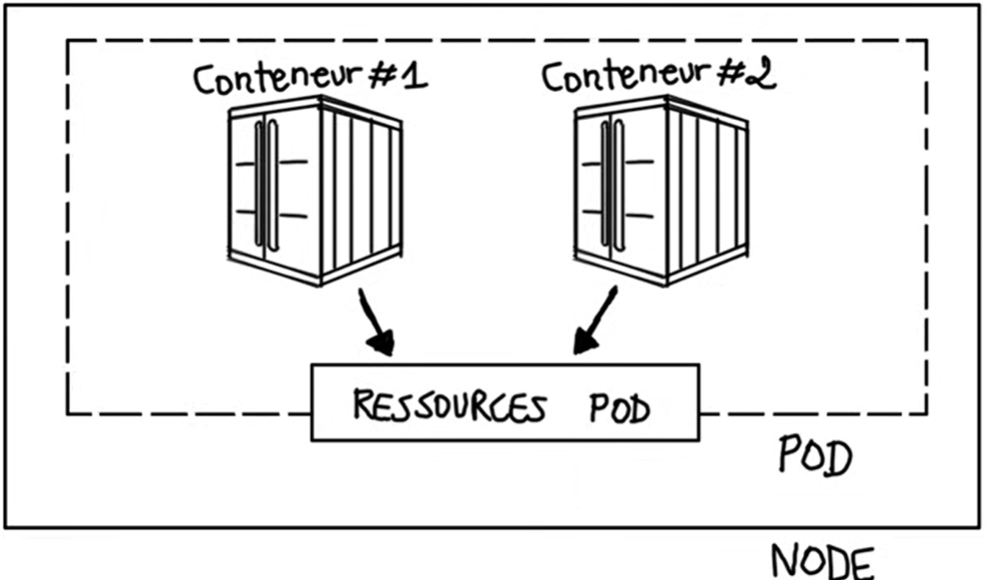 Conteneur #1
Conteneur #2
RESSOURCES POD
POD
NODE